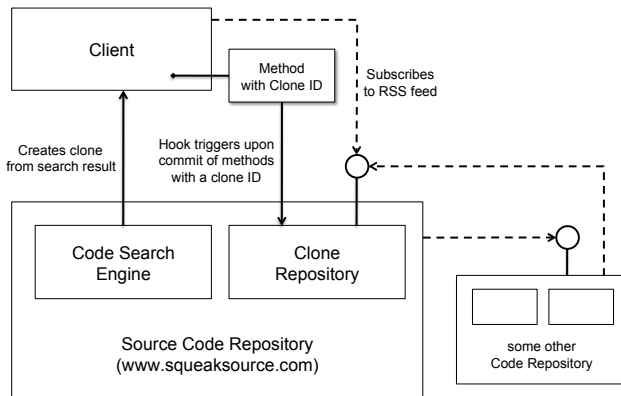 Client
Method
with Clone ID
Subscribes
to RSS feed
Creates clone
from search result
Hook triggers upon
commit of methods
with a clone ID
Code Search
Engine
Clone
Repository
Source Code Repository
(www.squeaksource.com)
some other
Code Repository